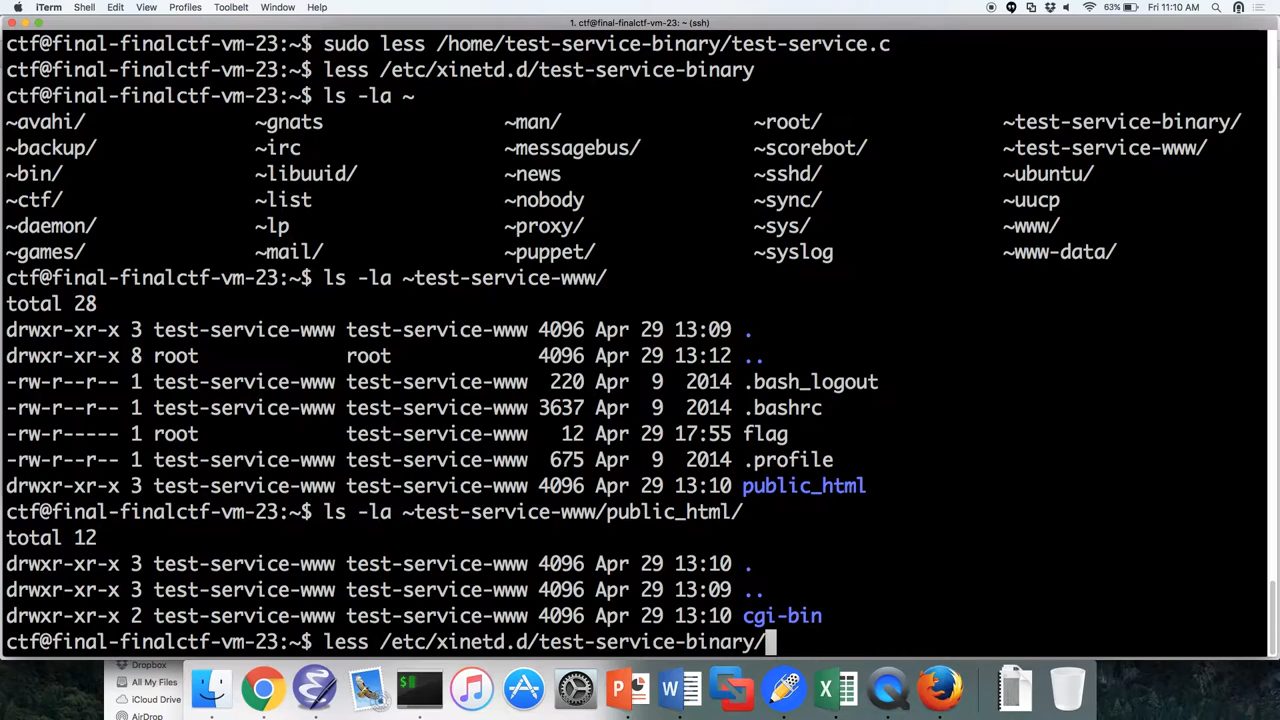 iTerm Shell Edit View Profiles Toolbelt Window Help 63% Fri 11:10 AM
1. ctf@final-finalctf-vm-23: ~ (ssh)
ctf@final-finalctf-vm-23:~$ sudo less /home/test-service-binary/test-service.c
ctf@final-finalctf-vm-23:~$ less /etc/xinetd.d/test-service-binary
ctf@final-finalctf-vm-23:~$ ls -la ~
~avahi/ ~gnats ~man/ ~root/ ~test-service-binary/
~backup/ ~irc ~messagebus/ ~scorebot/ ~test-service-www/
~bin/ ~libuuid/ ~news ~sshd/ ~ubuntu/
~ctf/ ~list ~nobody ~sync/ ~uucp
~daemon/ ~lp ~proxy/ ~sys/ ~www/
~games/ ~mail/ ~puppet/ ~syslog ~www-data/
ctf@final-finalctf-vm-23:~$ ls -la ~test-service-www/
total 28
drwxr-xr-x 3 test-service-www test-service-www 4096 Apr 29 13:09 .
drwxr-xr-x 8 root root 4096 Apr 29 13:12 ..
-rw-r--r-- 1 test-service-www test-service-www 220 Apr 9 2014 .bash_logout
-rw-r--r-- 1 test-service-www test-service-www 3637 Apr 9 2014 .bashrc
-rw-r----- 1 root test-service-www 12 Apr 29 17:55 flag
-rw-r--r-- 1 test-service-www test-service-www 675 Apr 9 2014 .profile
drwxr-xr-x 3 test-service-www test-service-www 4096 Apr 29 13:10 public_html
ctf@final-finalctf-vm-23:~$ ls -la ~test-service-www/public_html/
total 12
drwxr-xr-x 3 test-service-www test-service-www 4096 Apr 29 13:10 .
drwxr-xr-x 3 test-service-www test-service-www 4096 Apr 29 13:09 ..
drwxr-xr-x 2 test-service-www test-service-www 4096 Apr 29 13:10 cgi-bin
ctf@final-finalctf-vm-23:~$ less /etc/xinetd.d/test-service-binary/
Dropbox
All My Files
iCloud Drive
AirDrop